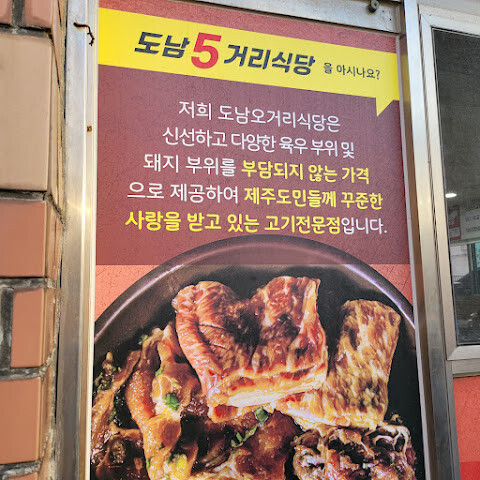 도남5거리식당을 아시나요?
저희 도남오거리식당은
신선하고 다양한 육우 부위 및
돼지 부위를 부담되지 않는 가격
으로 제공하여 제주도민들께 꾸준한
사랑을 받고 있는 고기전문점입니다.